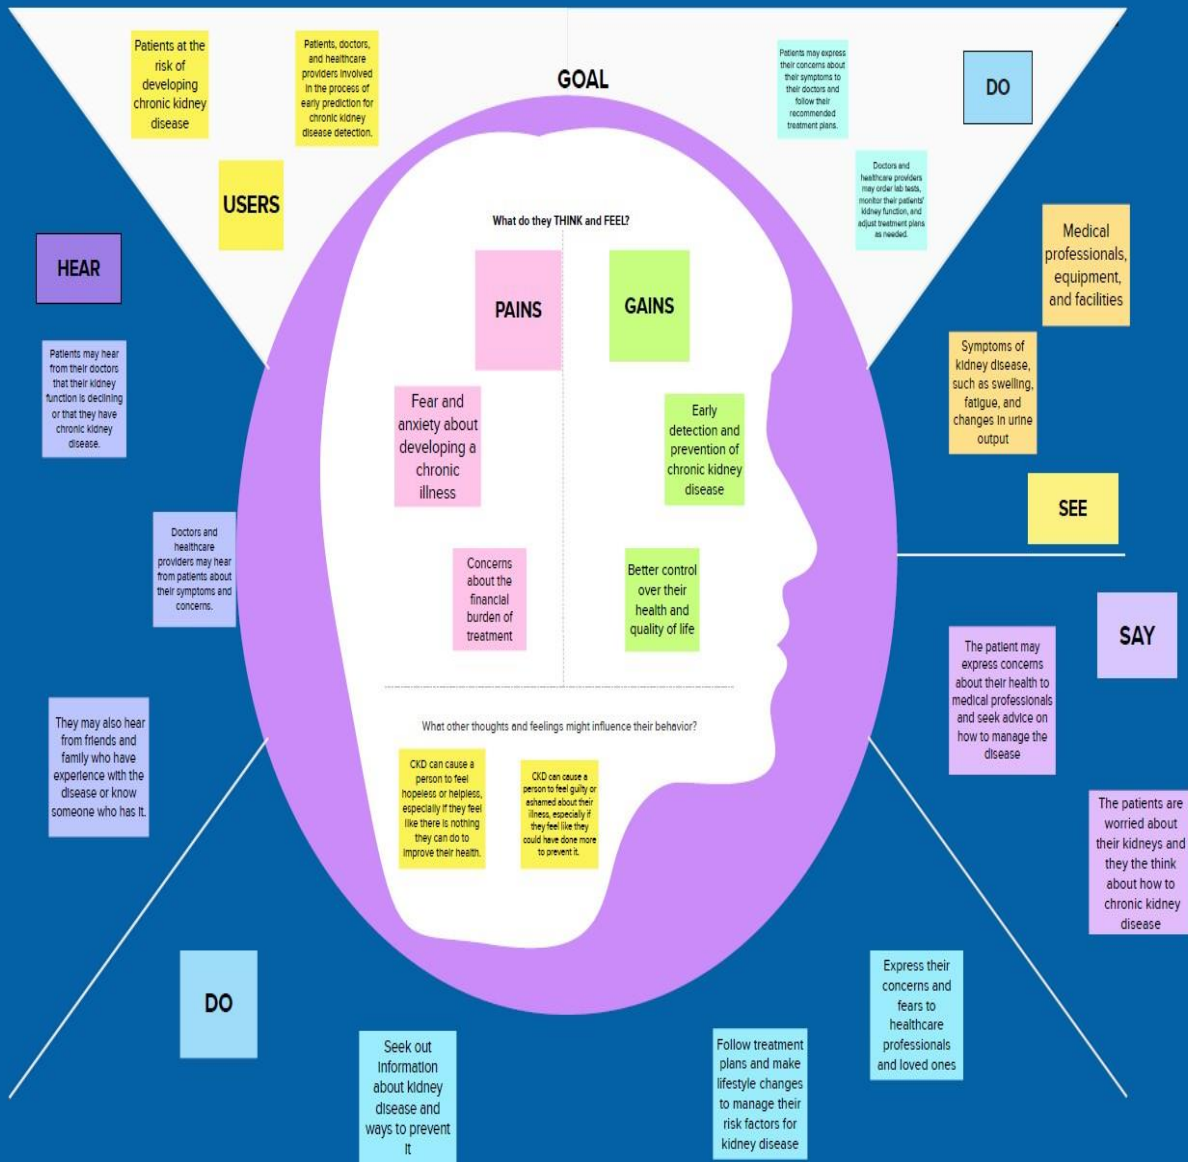 GOAL
Patients at the
risk of
developing
chronic kidney
disease
Patients, doctors,
and healthcare
providers involved
in the process of
early prediction for
chronic kidney
disease detection.
USERS
Patients may express
their concerns about
their symptoms to
their doctors and
follow their
recommended
treatment plans.
DO
Doctors and
healthcare providers
may order lab tests,
monitor their patients'
kidney function, and
adjust treatment plans
as needed.
HEAR
Patients may hear
from their doctors
that their kidney
function is declining
or that they have
chronic kidney
disease.
Doctors and
healthcare
providers may hear
from patients about
their symptoms and
concerns.
They may also hear
from friends and
family who have
experience with the
disease or know
someone who has it.
What do they THINK and FEEL?
PAINS
Fear and
anxiety about
developing a
chronic
illness
Concerns
about the
financial
burden of
treatment
GAINS
Early
detection and
prevention of
chronic kidney
disease
Better control
over their
health and
quality of life
What other thoughts and feelings might influence their behavior?
CKD can cause a
person to feel
hopeless or helpless,
especially if they feel
like there is nothing
they can do to
improve their health.
CKD can cause a
person to feel guilty or
ashamed about their
illness, especially if
they feel like they
could have done more
to prevent it.
Medical
professionals,
equipment,
and facilities
Symptoms of
kidney disease,
such as swelling,
fatigue, and
changes in urine
output
SEE
SAY
The patient may
express concerns
about their health to
medical professionals
and seek advice on
how to manage the
disease
The patients are
worried about
their kidneys and
they the think
about how to
chronic kidney
disease
DO
Seek out
information
about kidney
disease and
ways to prevent
it
Follow treatment
plans and make
lifestyle changes
to manage their
risk factors for
kidney disease
Express their
concerns and
fears to
healthcare
professionals
and loved ones